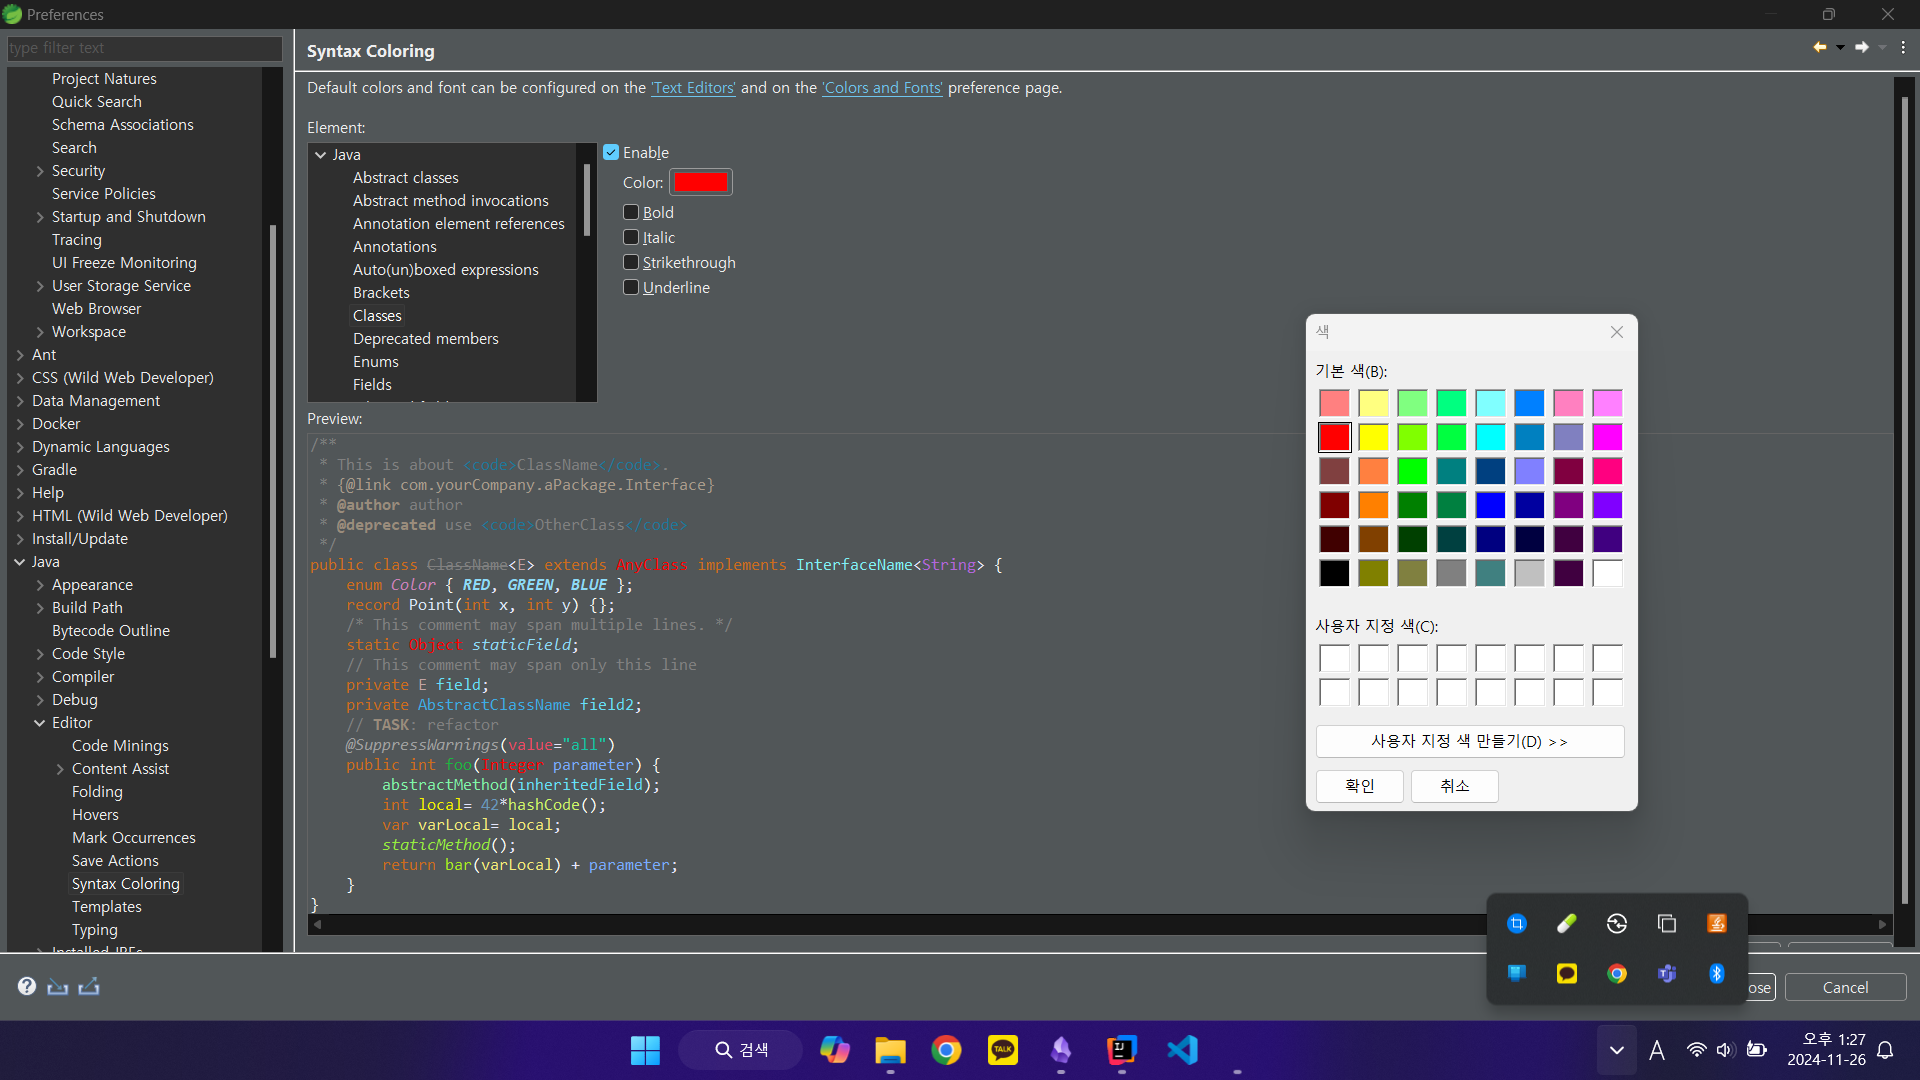 Preferences
type filter text
Project Natures
Quick Search
Schema Associations
Search
Security
Service Policies
Startup and Shutdown
Tracing
UI Freeze Monitoring
User Storage Service
Web Browser
Workspace
Ant
CSS (Wild Web Developer)
Data Management
Docker
Dynamic Languages
Gradle
Help
HTML (Wild Web Developer)
Install/Update
Java
Appearance
Build Path
Bytecode Outline
Code Style
Compiler
Debug
Editor
Code Minings
Content Assist
Folding
Hovers
Mark Occurrences
Save Actions
Syntax Coloring
Templates
Typing
Installed JREs
Syntax Coloring
Default colors and font can be configured on the 'Text Editors' and on the 'Colors and Fonts' preference page.
Element:
Java
Abstract classes
Abstract method invocations
Annotation element references
Annotations
Auto(un)boxed expressions
Brackets
Classes
Deprecated members
Enums
Fields
Enable
Color:
Bold
Italic
Strikethrough
Underline
Preview:
/**
* This is about <code>ClassName</code>.
* {@link com.yourCompany.aPackage.Interface}
* @author author
* @deprecated use <code>OtherClass</code>
*/
public class ClassName<E> extends AnyClass implements InterfaceName<String> {
enum Color { RED, GREEN, BLUE };
record Point(int x, int y) {};
/* This comment may span multiple lines. */
static Object staticField;
// This comment may span only this line
private E field;
private AbstractClassName field2;
// TASK: refactor
@SuppressWarnings(value="all")
public int foo(Integer parameter) {
abstractMethod(inheritedField);
int local= 42*hashCode();
var varLocal= local;
staticMethod();
return bar(varLocal) + parameter;
}
}
색
기본 색(B):
사용자 지정 색(C):
사용자 지정 색 만들기(D) >>
확인
취소
ose
Cancel
검색
TALK
IJ
A
오후 1:27
2024-11-26